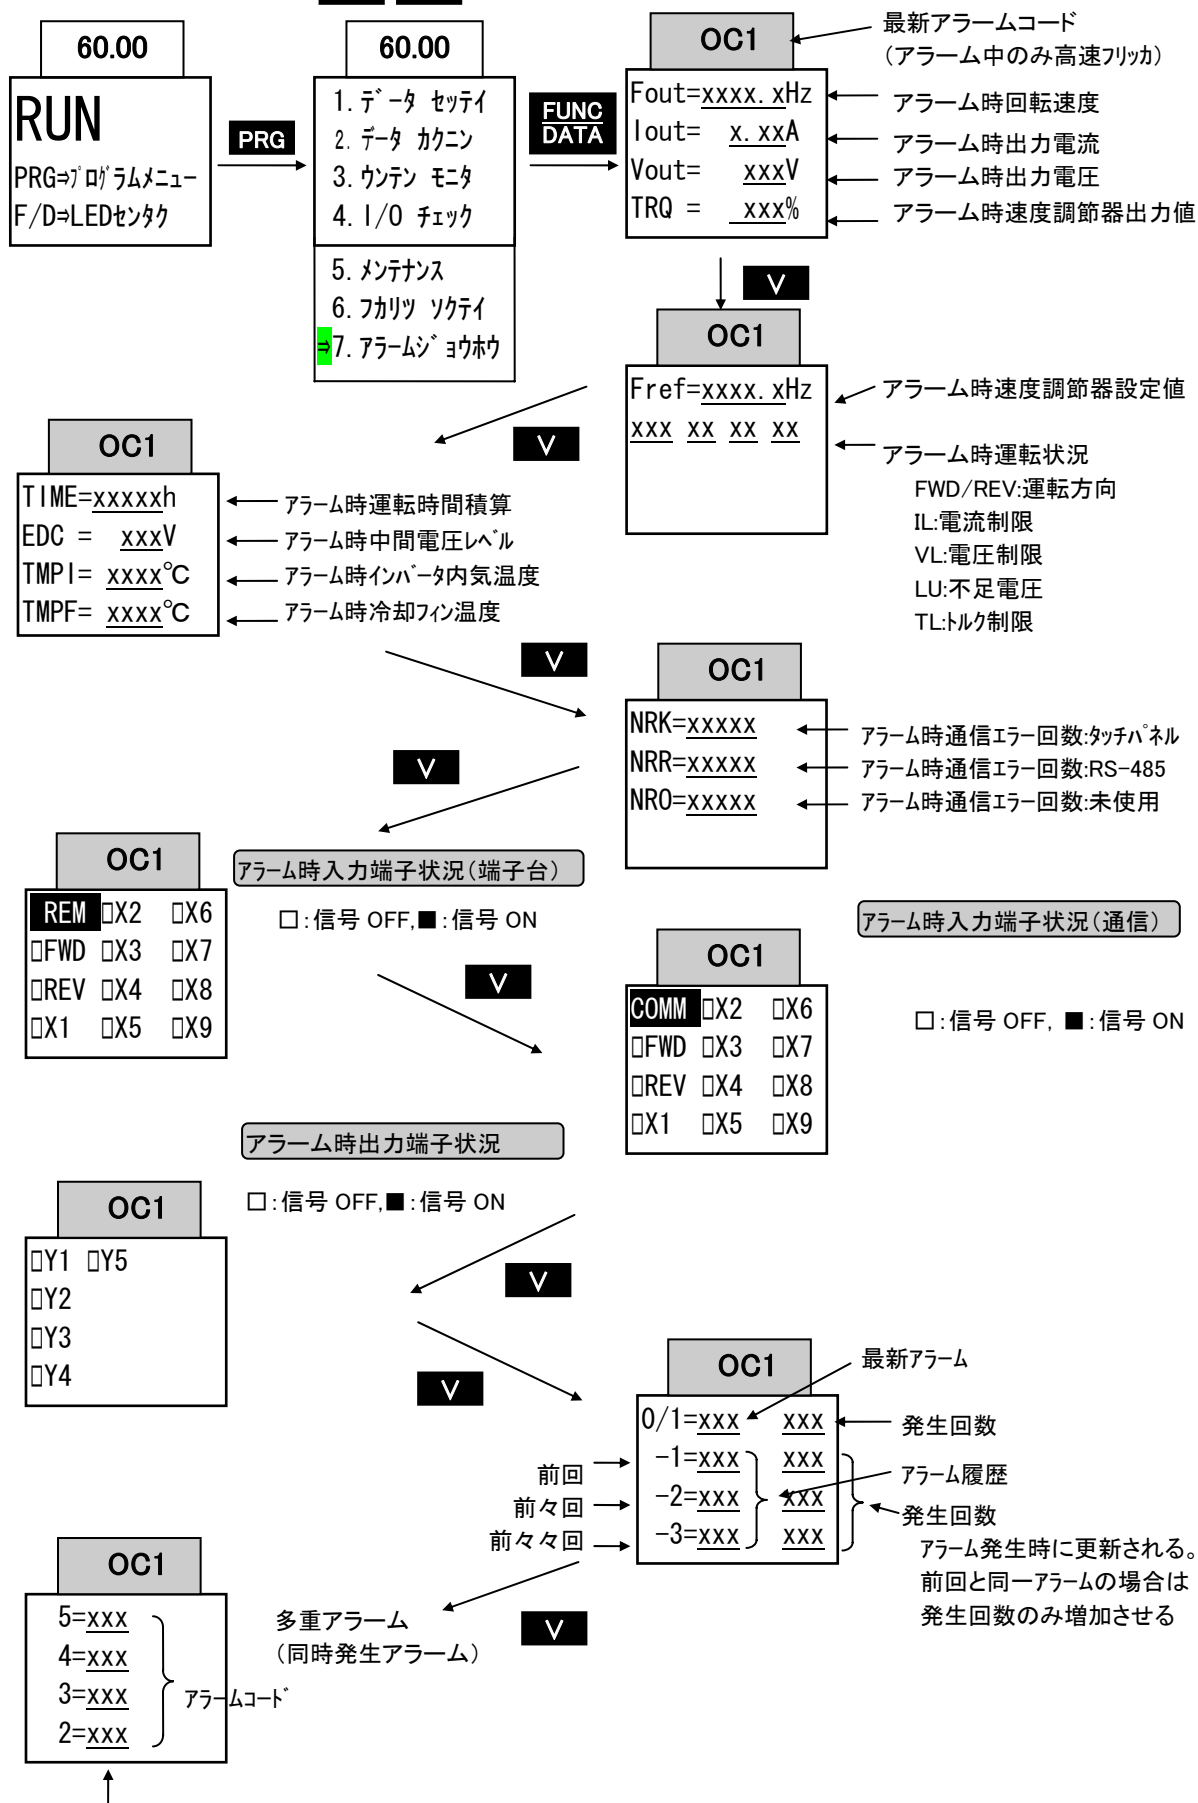 60.00
RUN
PRG⇒ﾌﾟﾛｸﾞﾗﾑﾒﾆｭｰ
F/D⇒LEDｾﾝﾀｸ
PRG
60.00
1. ﾃﾞｰﾀ ｾｯﾃｲ
2. ﾃﾞｰﾀ ｶｸﾆﾝ
3. ｳﾝﾃﾝ ﾓﾆﾀ
4. I/O ﾁｪｯｸ
5. ﾒﾝﾃﾅﾝｽ
6. ﾌｶﾘﾂ ｿｸﾃｲ
⇒7. ｱﾗｰﾑｼﾞｮｳﾎｳ
FUNC
DATA
OC1
Fout=xxxx.xHz
Iout= x.xxA
Vout= xxxV
TRQ = xxx%
最新アラームコード
(アラーム中のみ高速ﾌﾘｯｶ)
アラーム時回転速度
アラーム時出力電流
アラーム時出力電圧
アラーム時速度調節器出力値
∨
OC1
Fref=xxxx.xHz
xxx xx xx xx
アラーム時速度調節器設定値
アラーム時運転状況
FWD/REV:運転方向
IL:電流制限
VL:電圧制限
LU:不足電圧
TL:ﾄﾙｸ制限
∨
OC1
TIME=xxxxxh
EDC = xxxV
TMPI= xxxx℃
TMPF= xxxx℃
ｱﾗｰﾑ時運転時間積算
ｱﾗｰﾑ時中間電圧ﾚﾍﾞﾙ
ｱﾗｰﾑ時ｲﾝﾊﾞｰﾀ内気温度
ｱﾗｰﾑ時冷却ﾌｨﾝ温度
∨
OC1
NRK=xxxxx
NRR=xxxxx
NRO=xxxxx
ｱﾗｰﾑ時通信ｴﾗｰ回数:ﾀｯﾁﾊﾟﾈﾙ
ｱﾗｰﾑ時通信ｴﾗｰ回数:RS-485
ｱﾗｰﾑ時通信ｴﾗｰ回数:未使用
∨
OC1
REM □X2 □X6
□FWD □X3 □X7
□REV □X4 □X8
□X1 □X5 □X9
ｱﾗｰﾑ時入力端子状況(端子台)
□:信号 OFF,■:信号 ON
∨
OC1
COMM □X2 □X6
□FWD □X3 □X7
□REV □X4 □X8
□X1 □X5 □X9
ｱﾗｰﾑ時入力端子状況(通信)
□:信号 OFF, ■:信号 ON
アラーム時出力端子状況
□:信号 OFF,■:信号 ON
∨
OC1
□Y1 □Y5
□Y2
□Y3
□Y4
∨
OC1
0/1=xxx xxx
-1=xxx xxx
-2=xxx xxx
-3=xxx xxx
前回
前々回
前々々回
最新ｱﾗｰﾑ
発生回数
ｱﾗｰﾑ履歴
発生回数
ｱﾗｰﾑ発生時に更新される。
前回と同一ｱﾗｰﾑの場合は
発生回数のみ増加させる
∨
多重アラーム
(同時発生アラーム)
OC1
5=xxx
4=xxx
3=xxx
2=xxx
ｱﾗｰﾑｺｰﾄﾞ